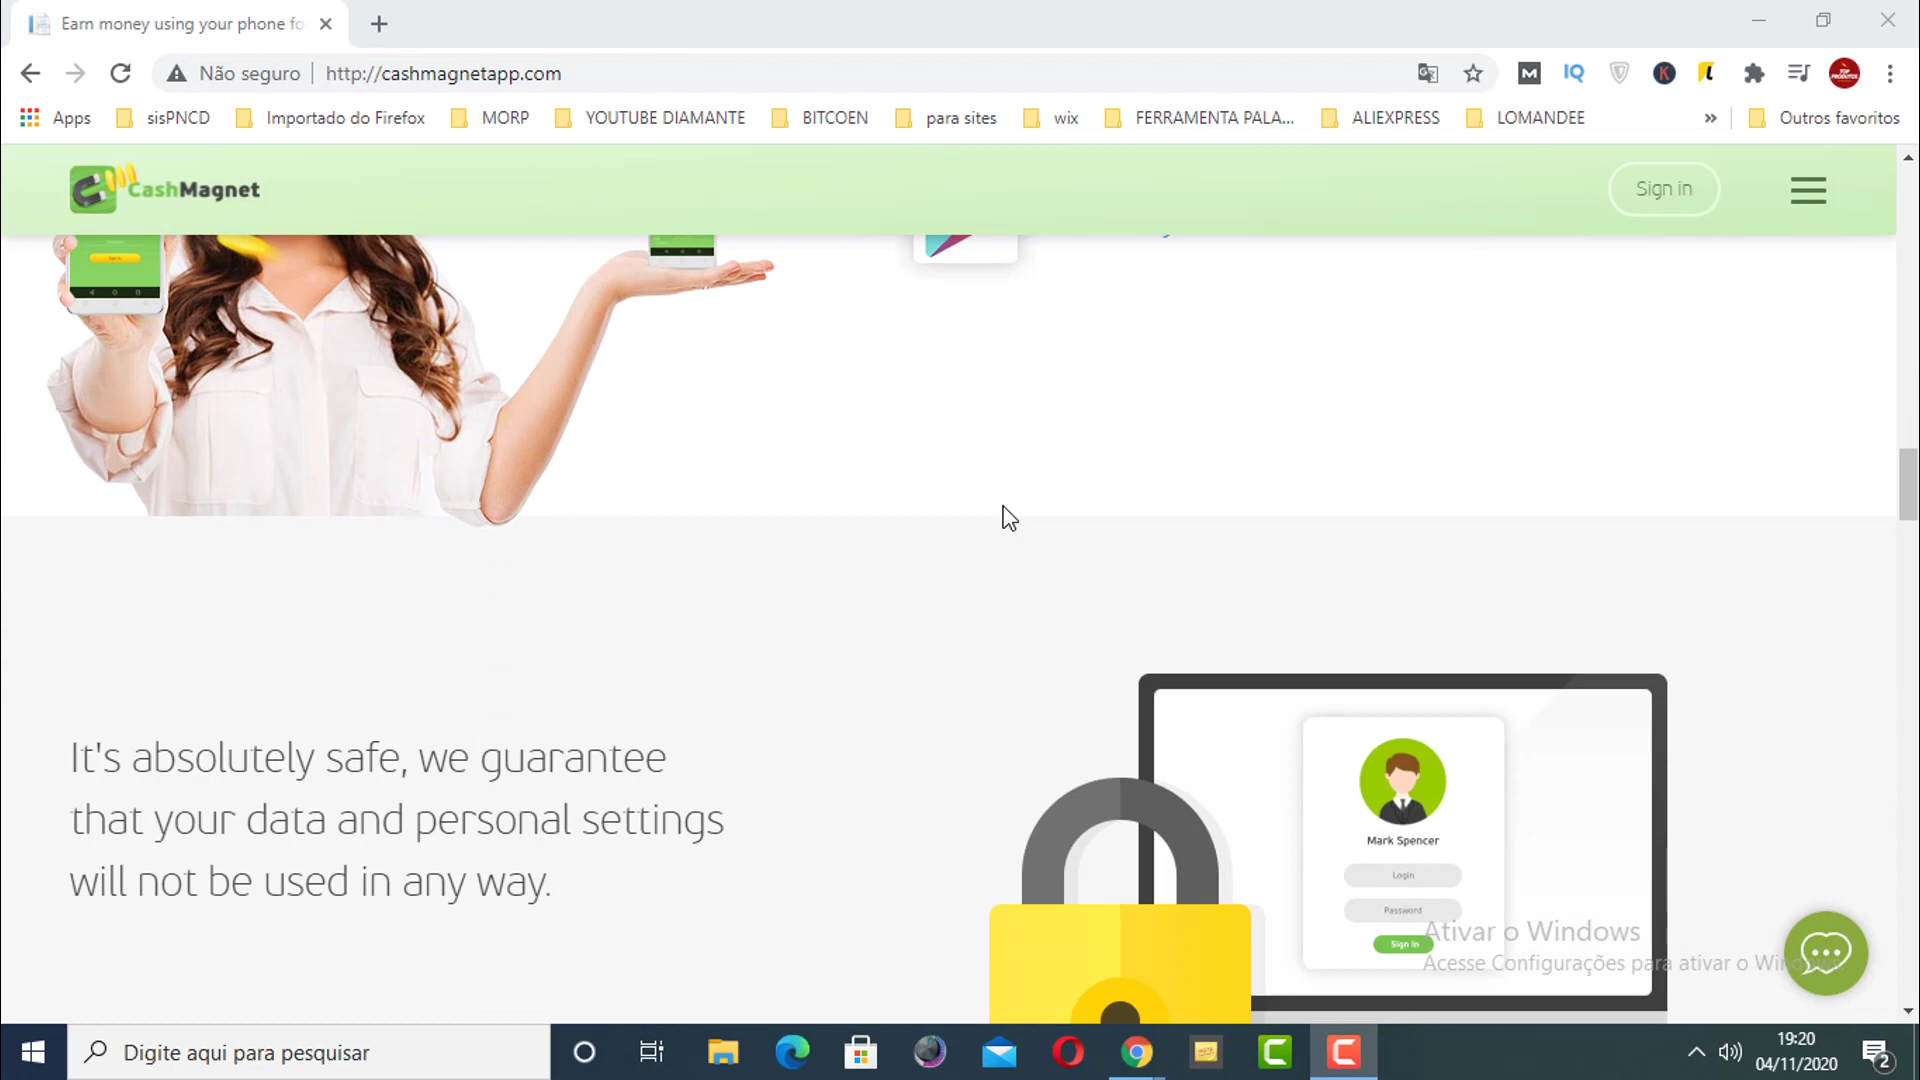 Earn money using your phone fo
Não seguro | http://cashmagnetapp.com
Apps sisPNCD Importado do Firefox MORP YOUTUBE DIAMANTE BITCOEN para sites wix FERRAMENTA PALA... ALIEXPRESS LOMANDEE » Outros favoritos
CashMagnet
Sign in
It's absolutely safe, we guarantee
that your data and personal settings
will not be used in any way.
Mark Spencer
Login
Password
Sign In
Ativar o Windows
Acesse Configurações para ativar o Windows.
Digite aqui para pesquisar
19:20
04/11/2020
2